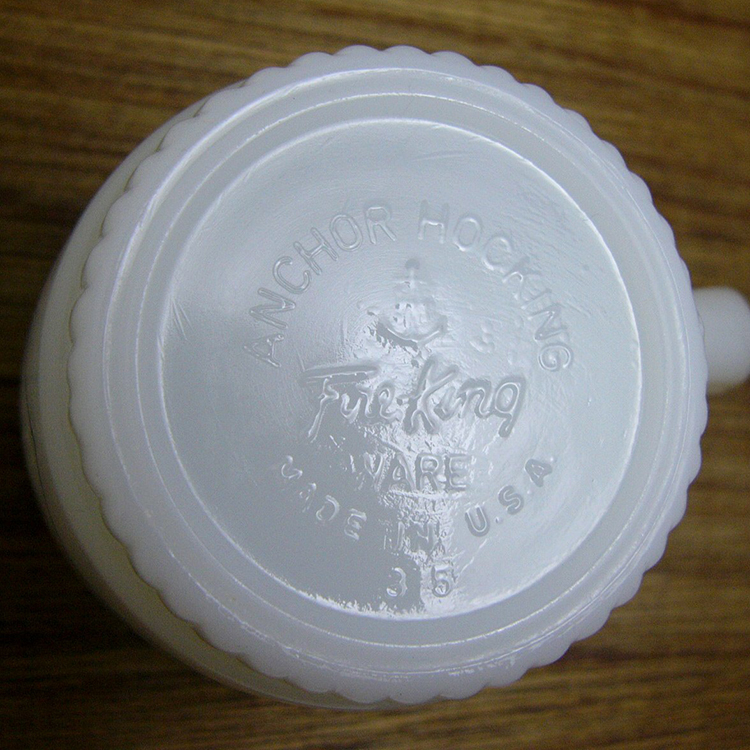 ANCHOR HOCKING
Fire-King
WARE
MADE IN U.S.A.
35